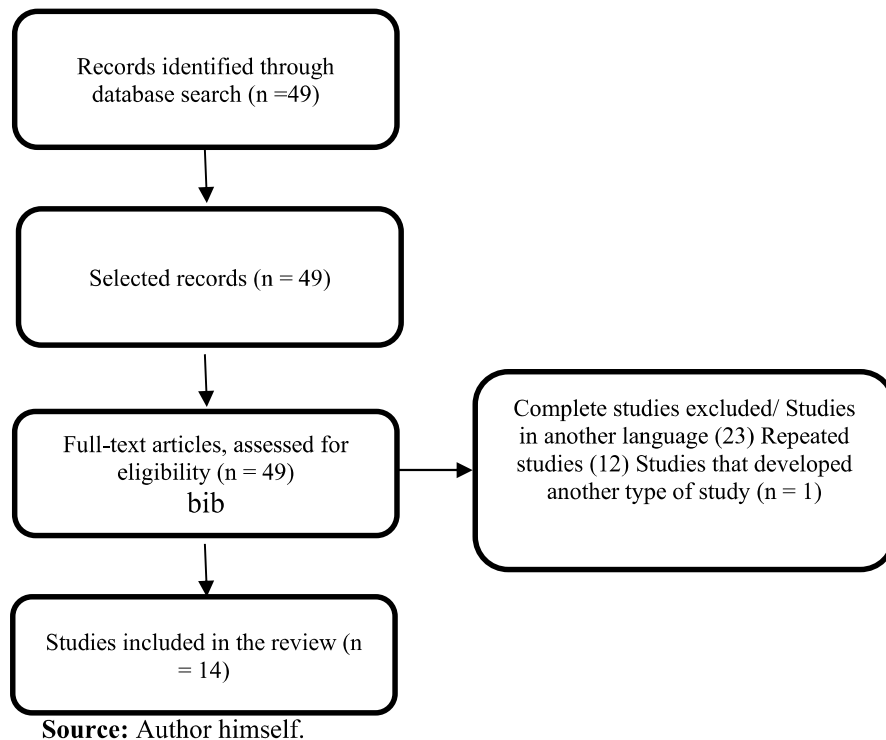 Records identified through
database search (n =49)
Selected records (n = 49)
Full-text articles, assessed for
eligibility (n = 49)
bib
Complete studies excluded/ Studies
in another language (23) Repeated
studies (12) Studies that developed
another type of study (n = 1)
Studies included in the review (n
= 14)
Source: Author himself.